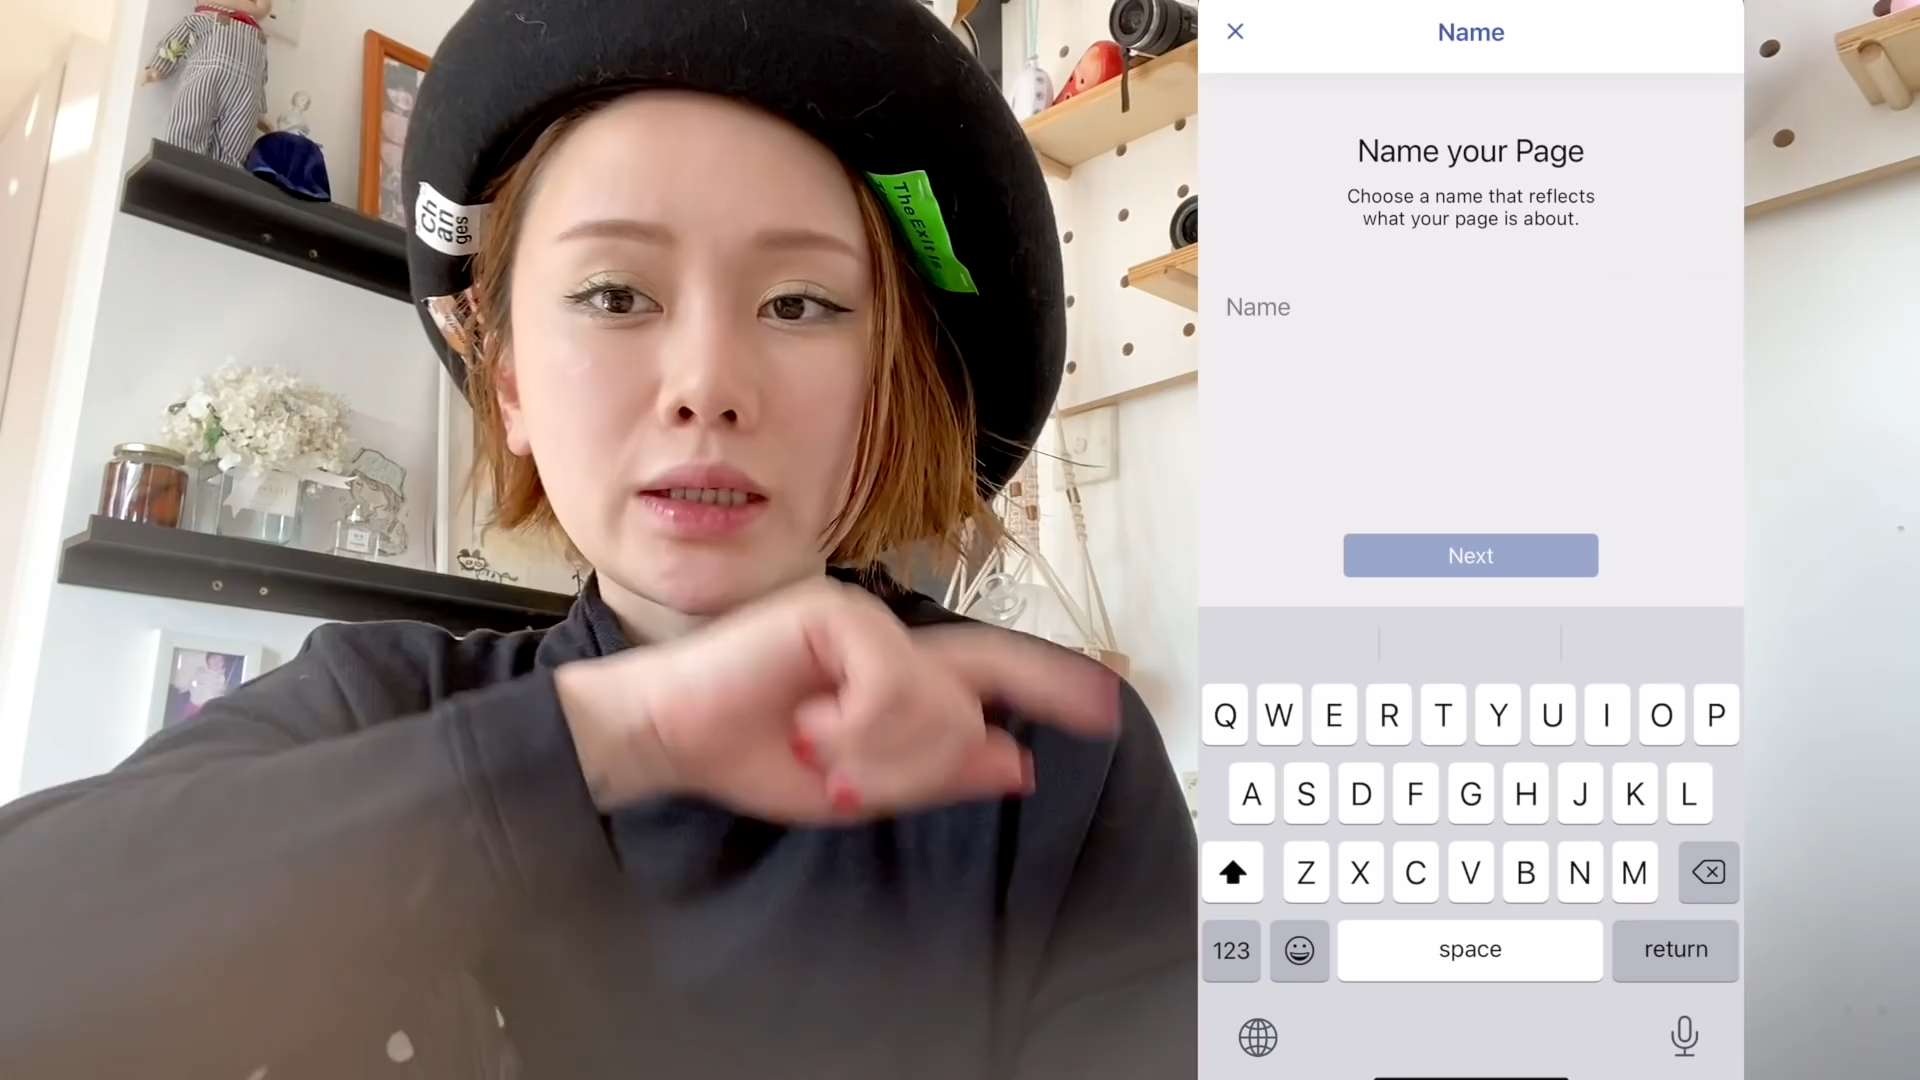 Ch
an
ges
The Exit Is
Name
Name your Page
Choose a name that reflects
what your page is about.
Name
Next
Q W E R T Y U I O P
A S D F G H J K L
Z X C V B N M
123 space return